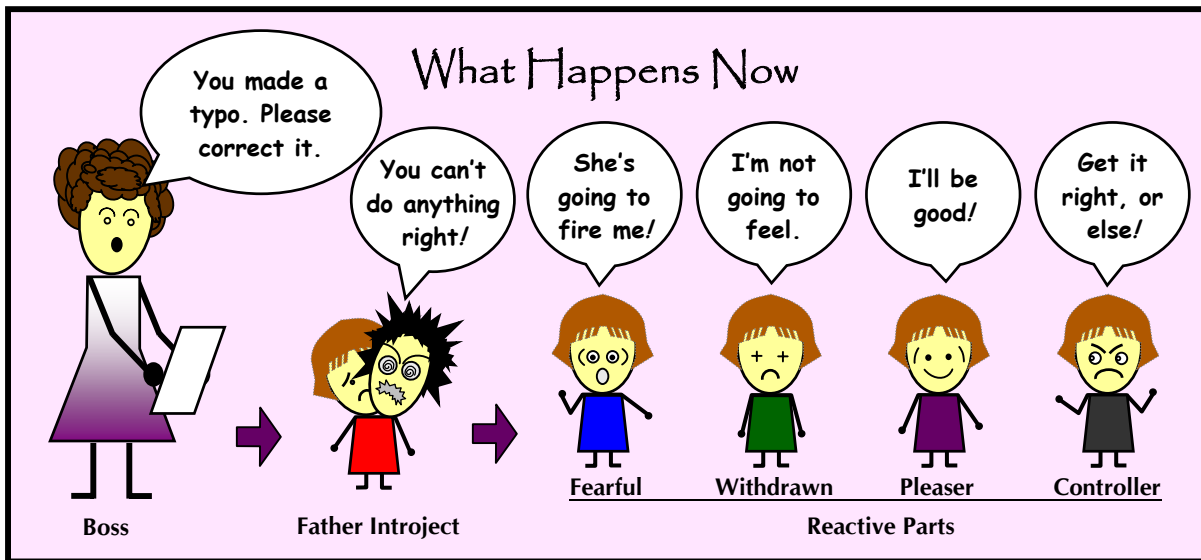 What Happens Now
You made a
typo. Please
correct it.
You can't
do anything
right!
She's
going to
fire me!
I'm not
going to
feel.
I'll be
good!
Get it
right, or
else!
Boss
Father Introject
Fearful
Withdrawn
Pleaser
Controller
Reactive Parts